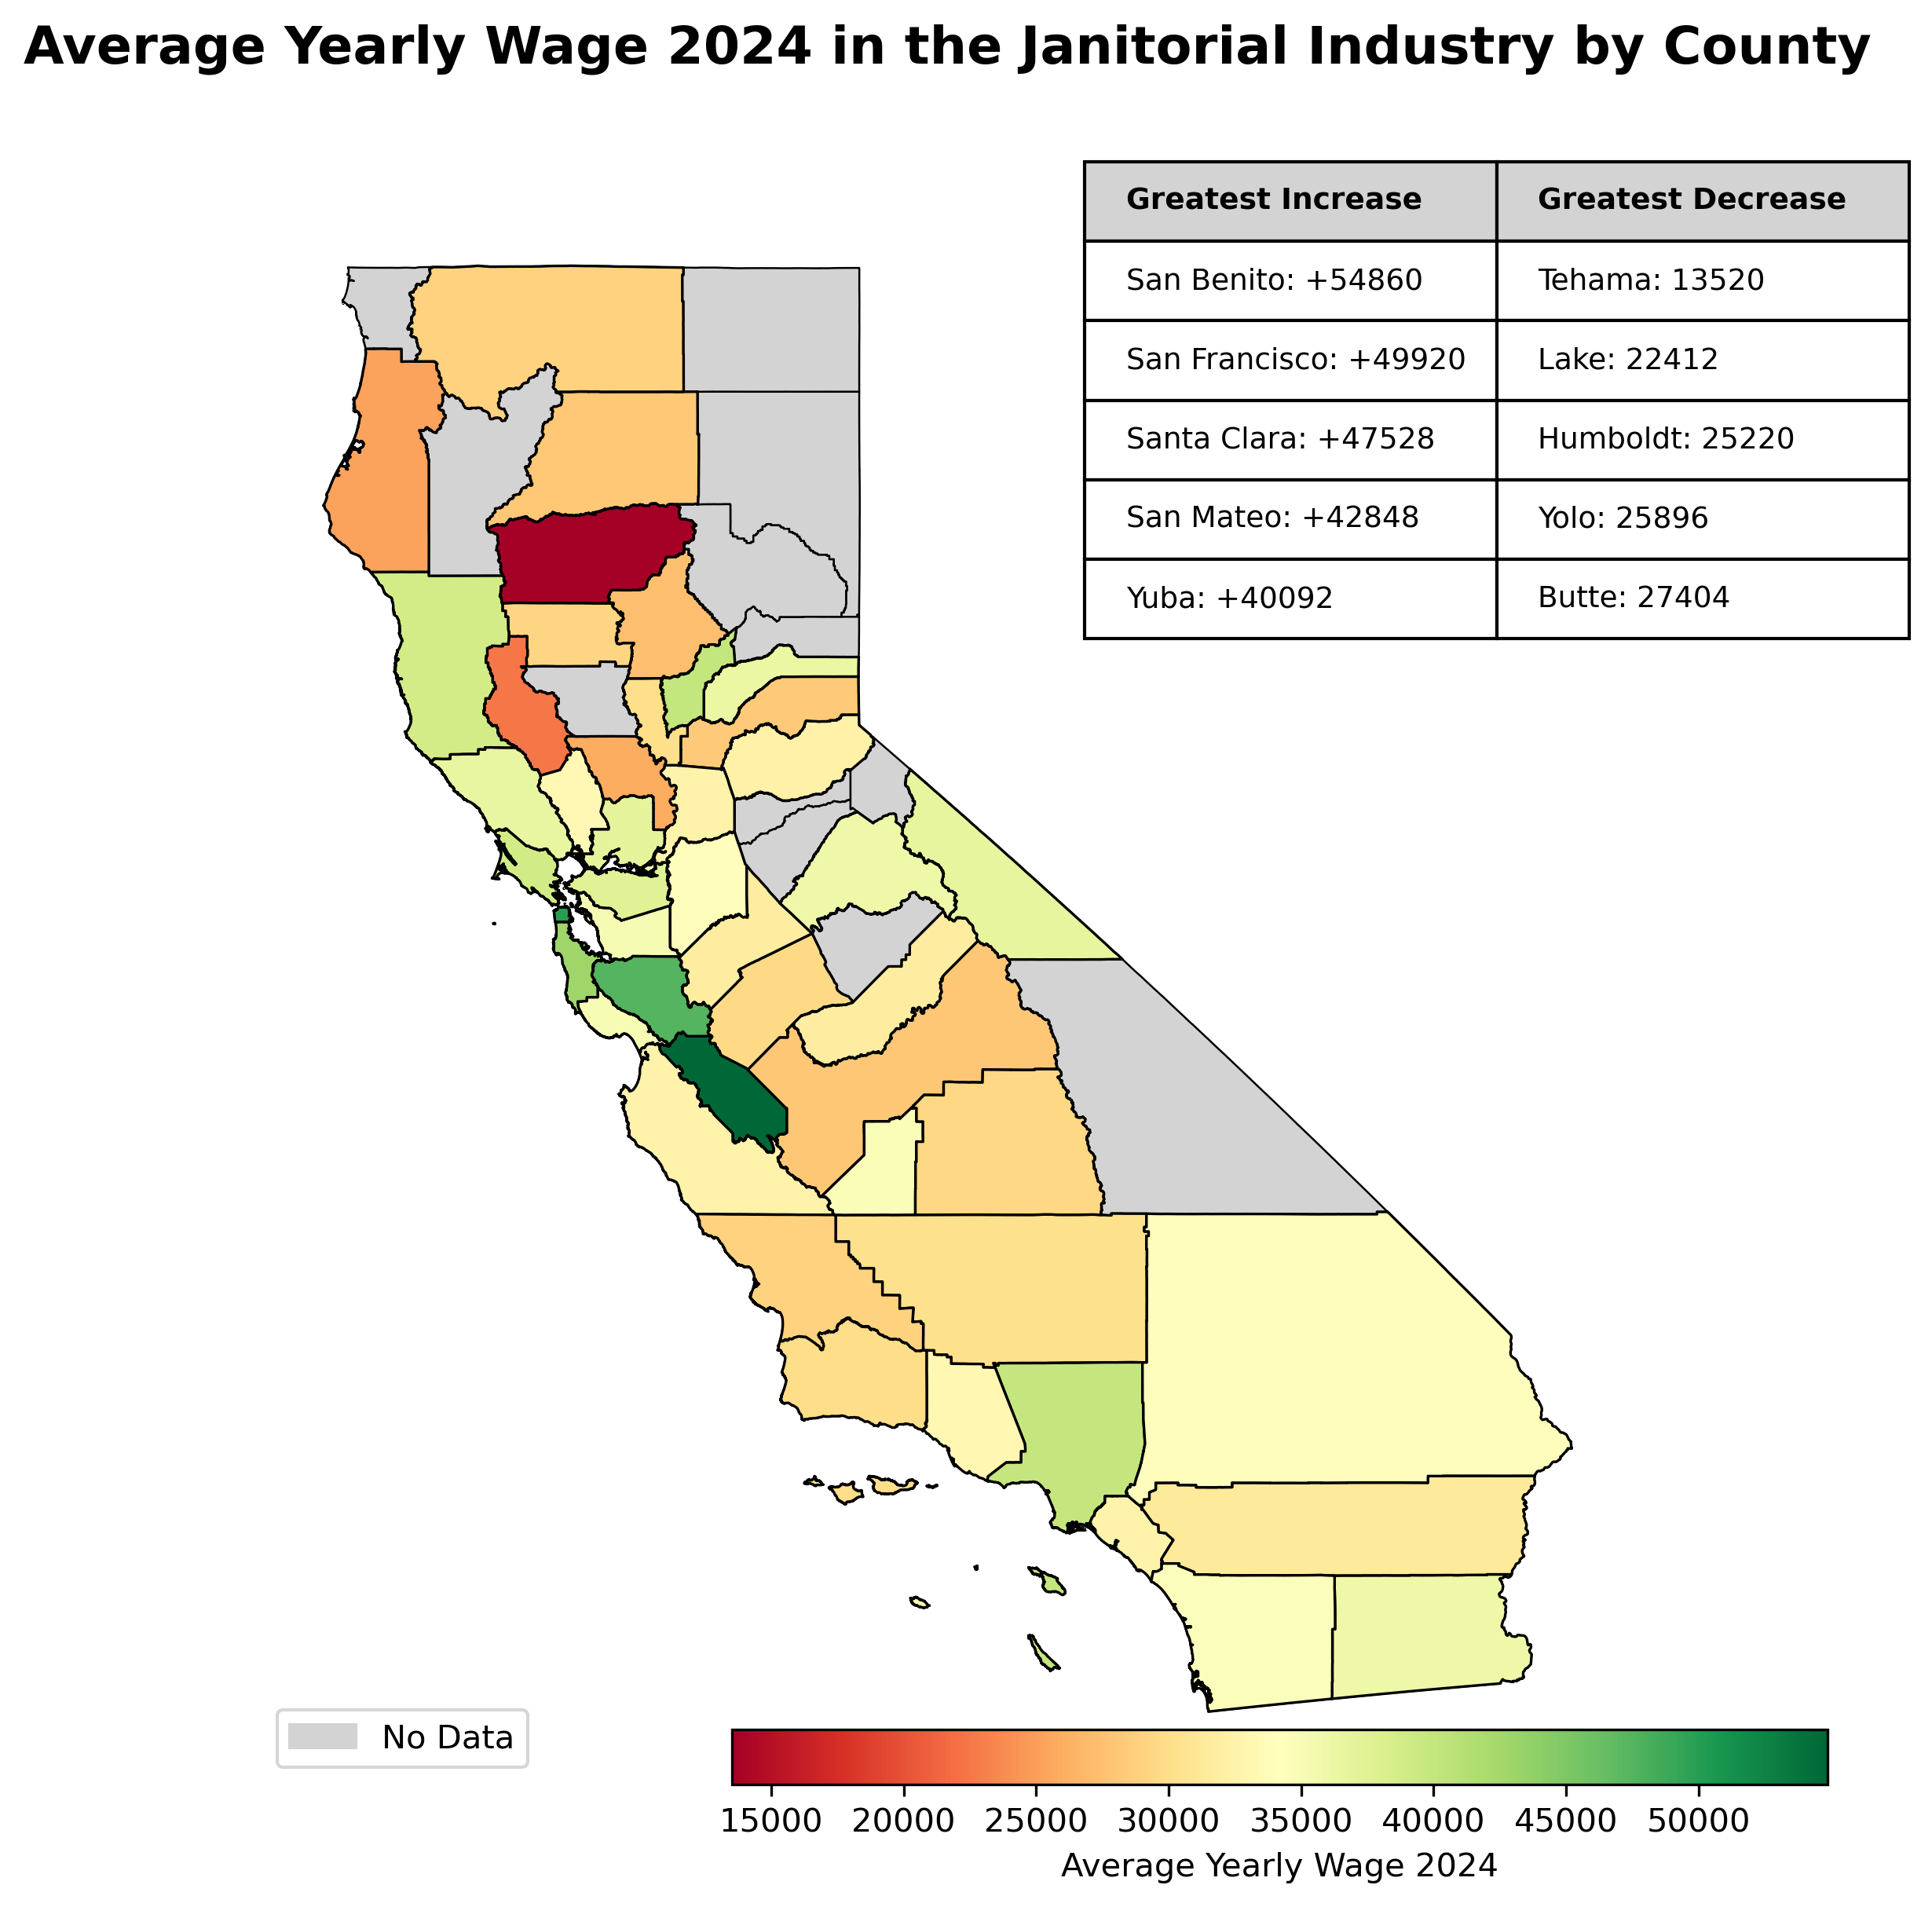 Average Yearly Wage 2024 in the Janitorial Industry by County
Greatest Increase Greatest Decrease
San Benito: +54860 Tehama: 13520
San Francisco: +49920 Lake: 22412
Santa Clara: +47528 Humboldt: 25220
San Mateo: +42848 Yolo: 25896
Yuba: +40092 Butte: 27404
No Data
15000 20000 25000 30000 35000 40000 45000 50000
Average Yearly Wage 2024